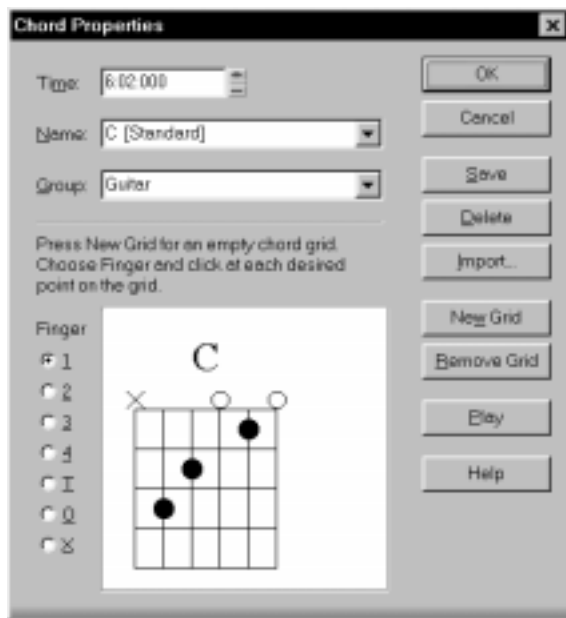 Chord Properties
Time: 6:02:000
OK
Name: C [Standard]
Cancel
Group: Guitar
Save
Delete
Import...
Press New Grid for an empty chord grid.
Choose Finger and click at each desired
point on the grid.
New Grid
Remove Grid
Play
Help
Finger
1
2
3
4
T
O
X
C
X O O